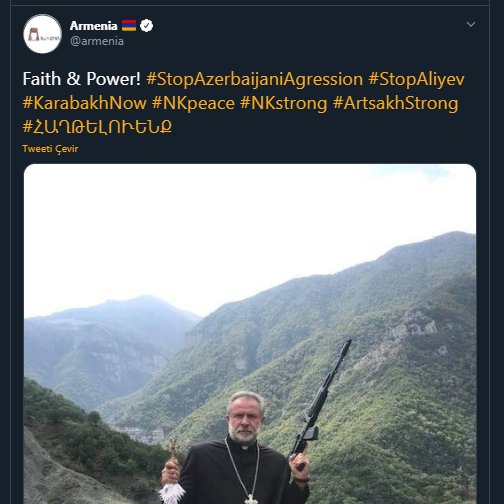 Armenia
@armenia
Faith & Power! #StopAzerbaijaniAgression #StopAliyev
#KarabakhNow #NKpeace #NKstrong #ArtsakhStrong
#ՀԱՂԹԵԼՈՒԵՆՔ
Tweeti Çevir